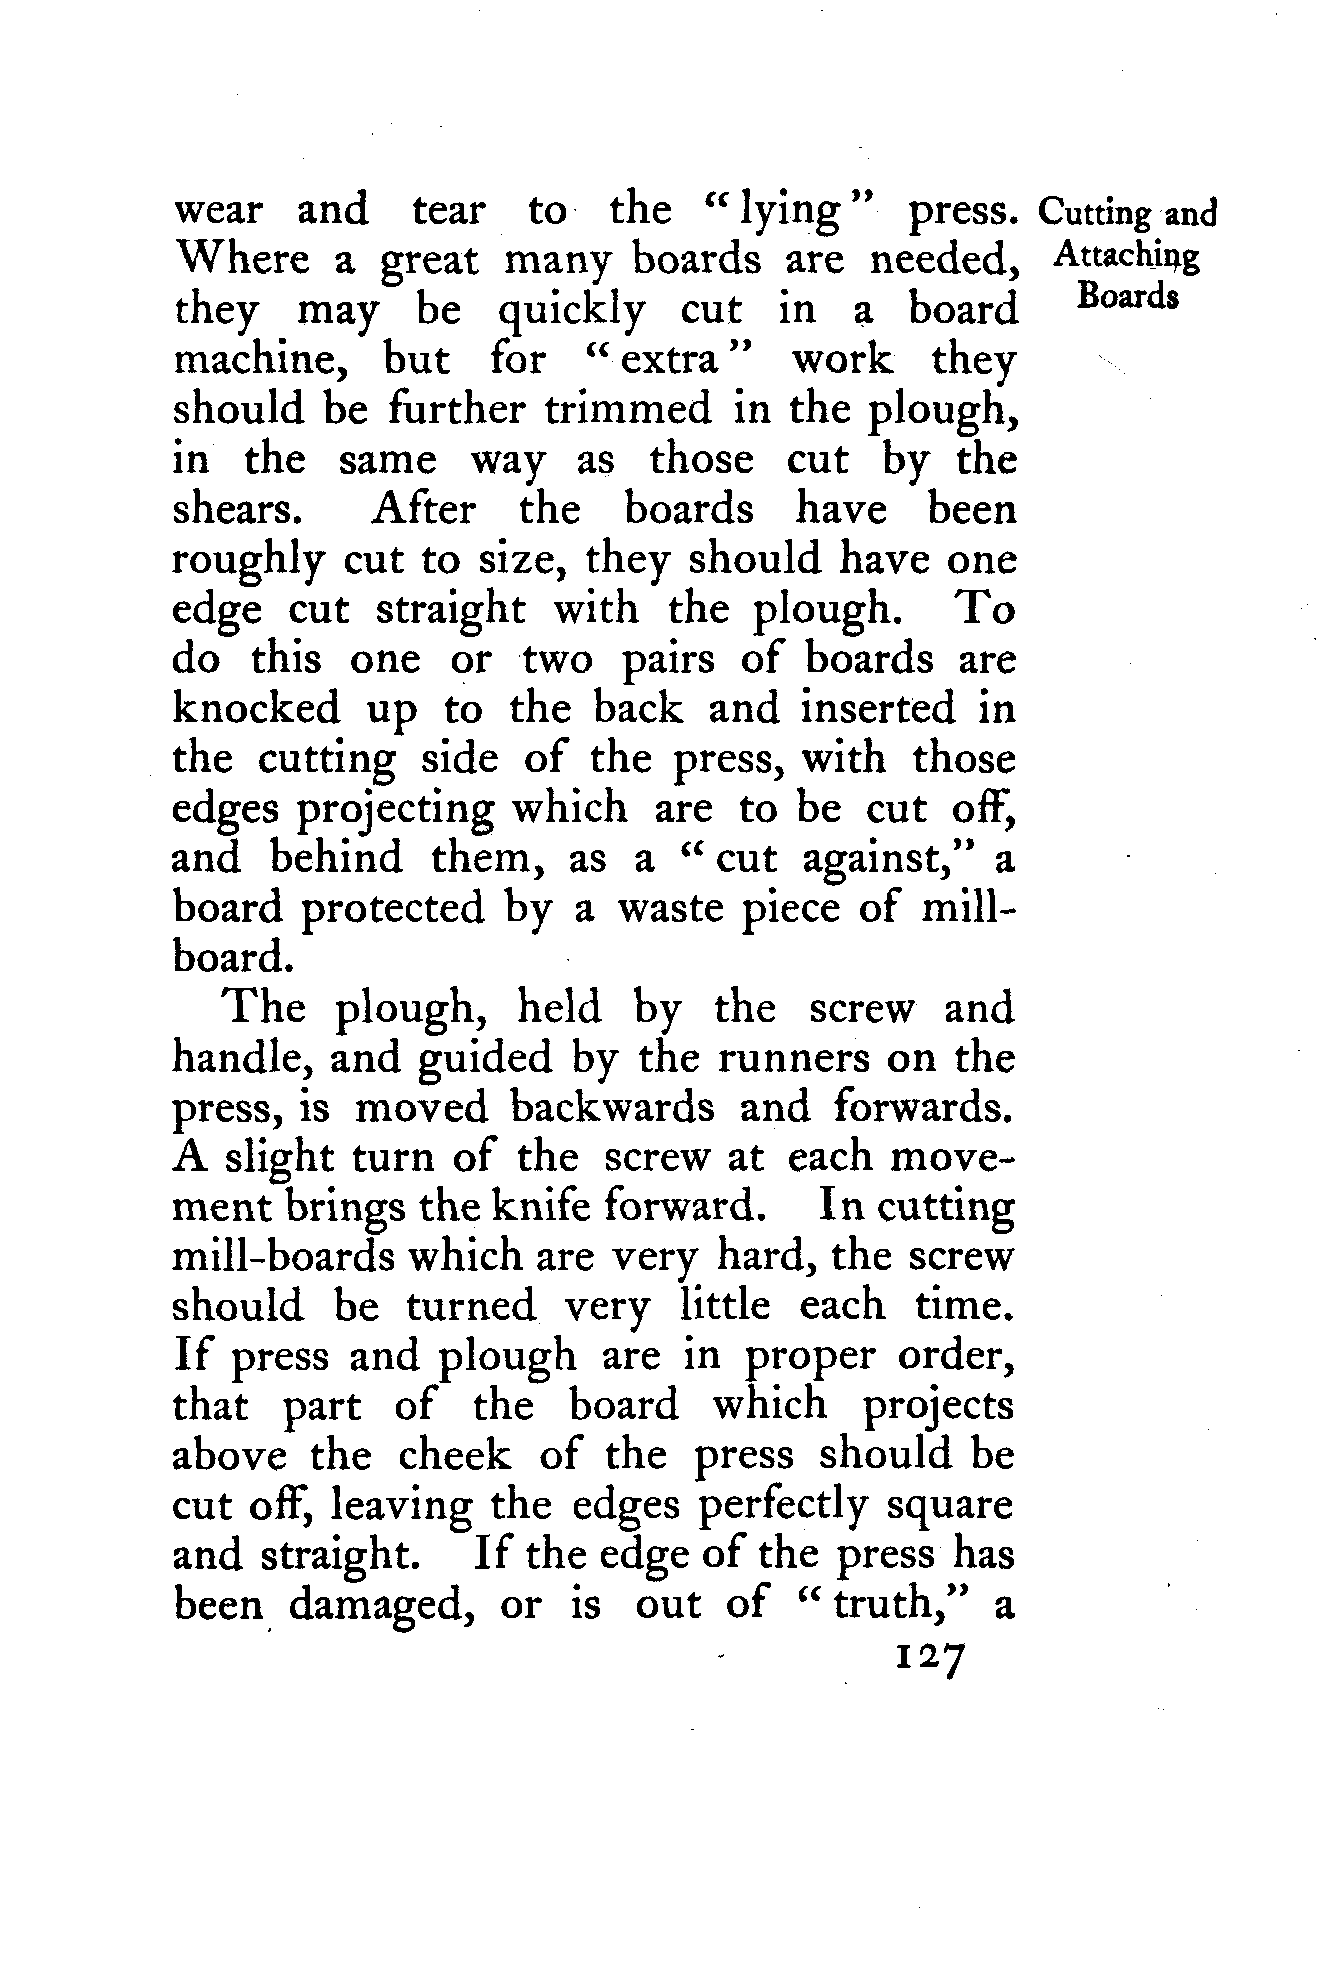 wear and tear to the “ lying ” press.
Where a great many boards are needed,
they may be quickly cut in a board
machine, but for “ extra ” work they
should be further trimmed in the plough,
in the same way as those cut by the
shears. After the boards have been
roughly cut to size, they should have one
edge cut straight with the plough. To
do this one or two pairs of boards are
knocked up to the back and inserted in
the cutting side of the press, with those
edges projecting which are to be cut off,
and behind them, as a “ cut against,” a
board protected by a waste piece of mill-
board.
The plough, held by the screw and
handle, and guided by the runners on the
press, is moved backwards and forwards.
A slight turn of the screw at each move-
ment brings the knife forward. In cutting
mill-boards which are very hard, the screw
should be turned very little each time.
If press and plough are in proper order,
that part of the board which projects
above the cheek of the press should be
cut off, leaving the edges perfectly square
and straight. If the edge of the press has
been damaged, or is out of “ truth,” a
127
Cutting and
Attaching
Boards